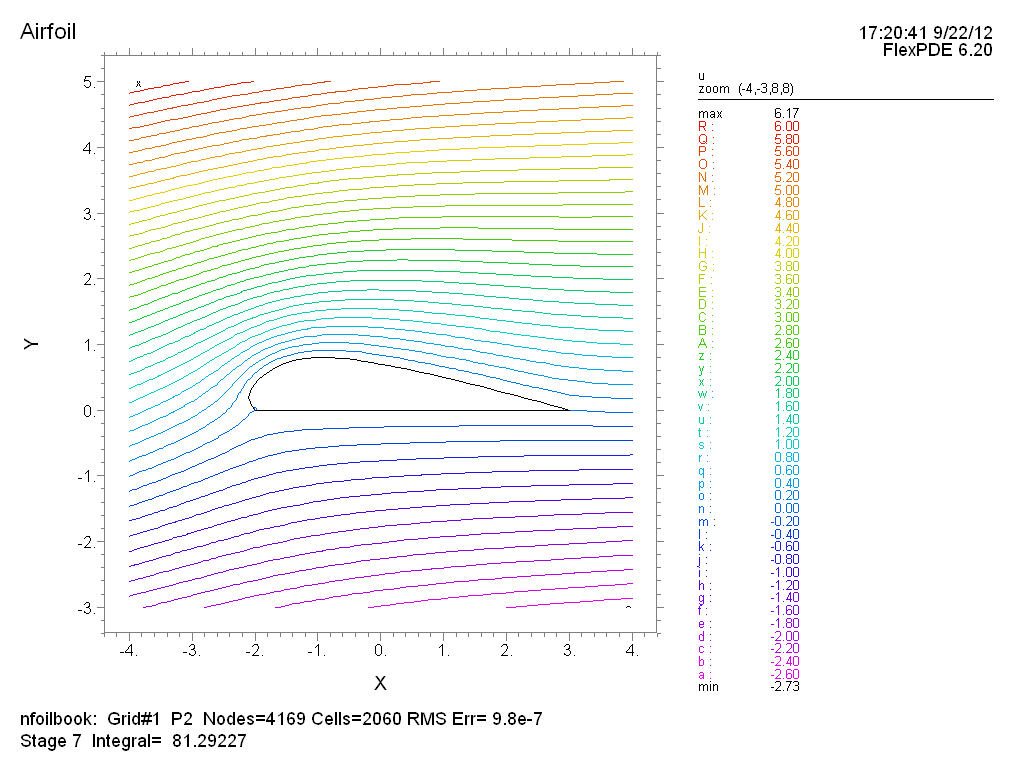 Airfoil
17:20:41 9/22/12
FlexPDE 6.20
u
zoom (-4,-3,8,8)
max 6.17
R : 6.00
Q : 5.80
P : 5.60
O : 5.40
N : 5.20
M : 5.00
L : 4.80
K : 4.60
J : 4.40
I : 4.20
H : 4.00
G : 3.80
F : 3.60
E : 3.40
D : 3.20
C : 3.00
B : 2.80
A : 2.60
z : 2.40
y : 2.20
x : 2.00
w : 1.80
v : 1.60
u : 1.40
t : 1.20
s : 1.00
r : 0.80
q : 0.60
p : 0.40
o : 0.20
n : 0.00
m : -0.20
l : -0.40
k : -0.60
j : -0.80
i : -1.00
h : -1.20
g : -1.40
f : -1.60
e : -1.80
d : -2.00
c : -2.20
b : -2.40
a : -2.60
min -2.73
5.
4.
3.
2.
1.
0.
-1.
-2.
-3.
Y
x
o
-4. -3. -2. -1. 0. 1. 2. 3. 4.
X
nfoilbook: Grid#1 P2 Nodes=4169 Cells=2060 RMS Err= 9.8e-7
Stage 7 Integral= 81.29227